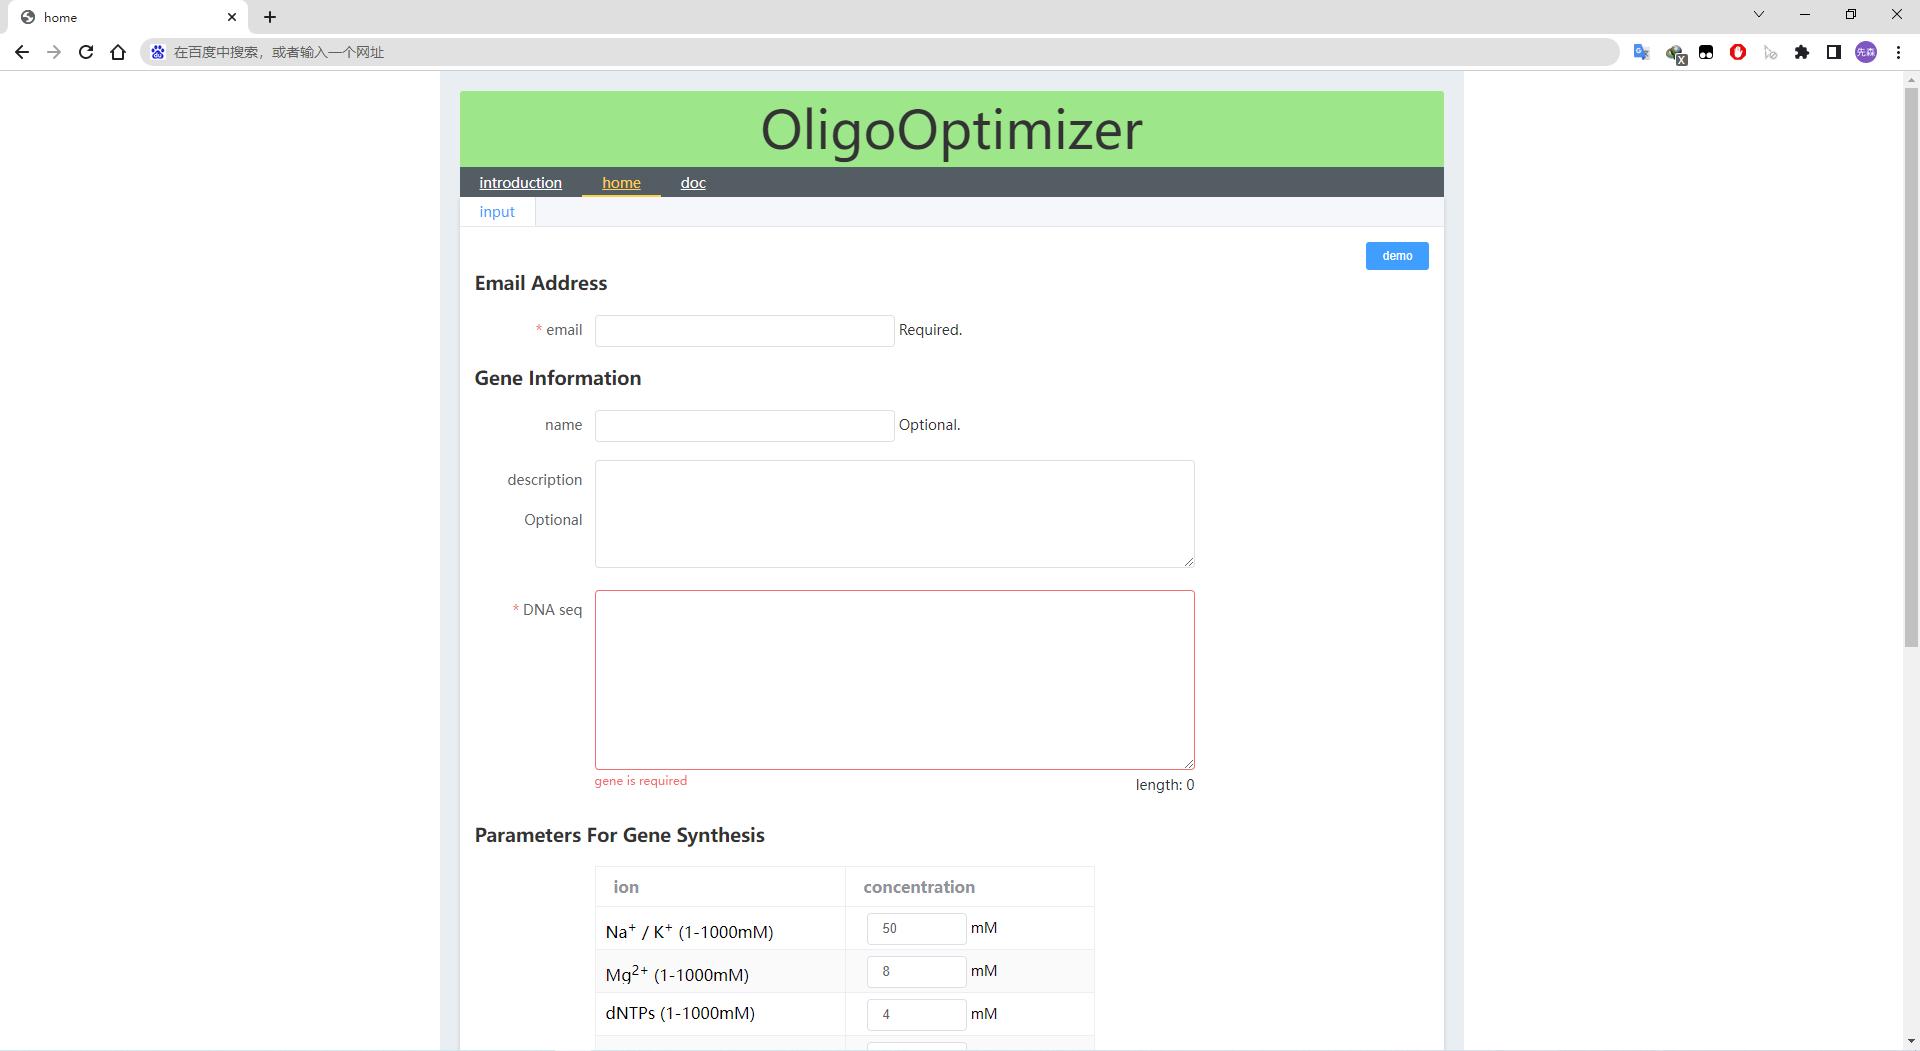 home
在百度中搜索，或者输入一个网址
先森
OligoOptimizer
introduction home doc
input
demo
Email Address
* email Required.
Gene Information
name Optional.
description
Optional
* DNA seq
gene is required
length: 0
Parameters For Gene Synthesis
ion concentration
Na⁺ / K⁺ (1-1000mM) 50 mM
Mg²⁺ (1-1000mM) 8 mM
dNTPs (1-1000mM) 4 mM